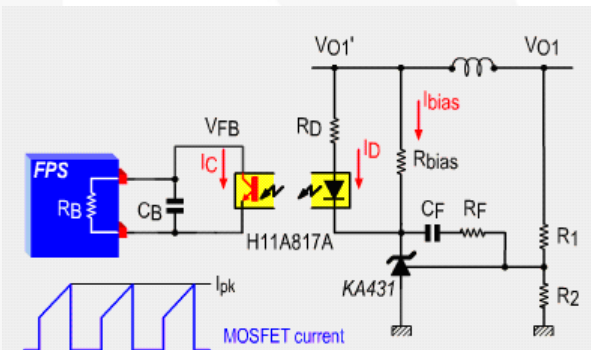 VO1'
VO1
Ibias
VFB
RD
ID
FPS
IC
Rbias
RB
CB
CF
RF
H11A817A
R1
KA431
Ipk
R2
MOSFET current